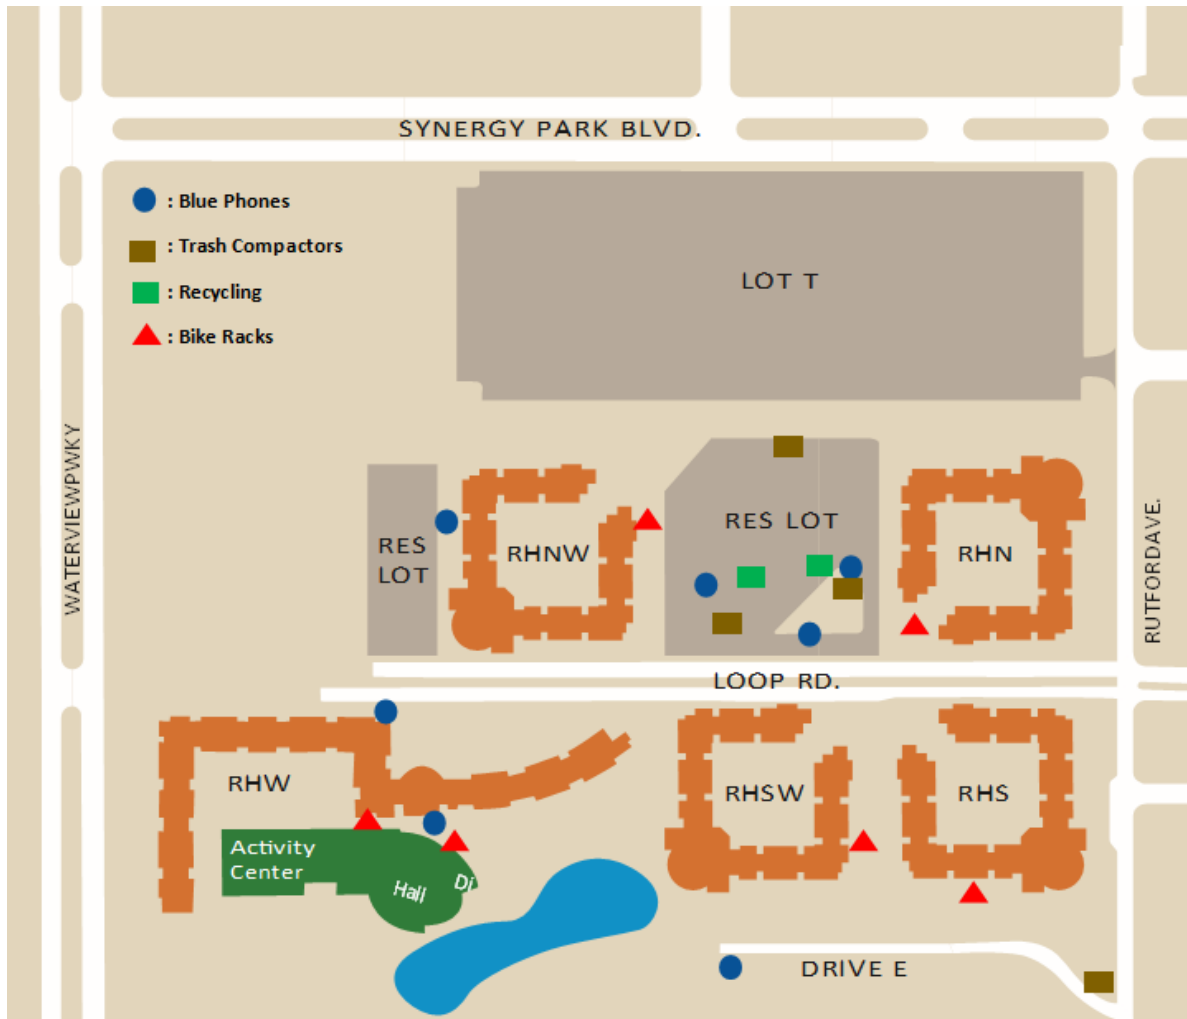 SYNERGY PARK BLVD.
: Blue Phones
: Trash Compactors
: Recycling
: Bike Racks
LOT T
WATERVIEWPWKY
RUTFORDAVE.
RES
LOT
RHNW
RES LOT
RHN
LOOP RD.
RHW
RHSW
RHS
Activity
Center
Hall
Di
DRIVE E